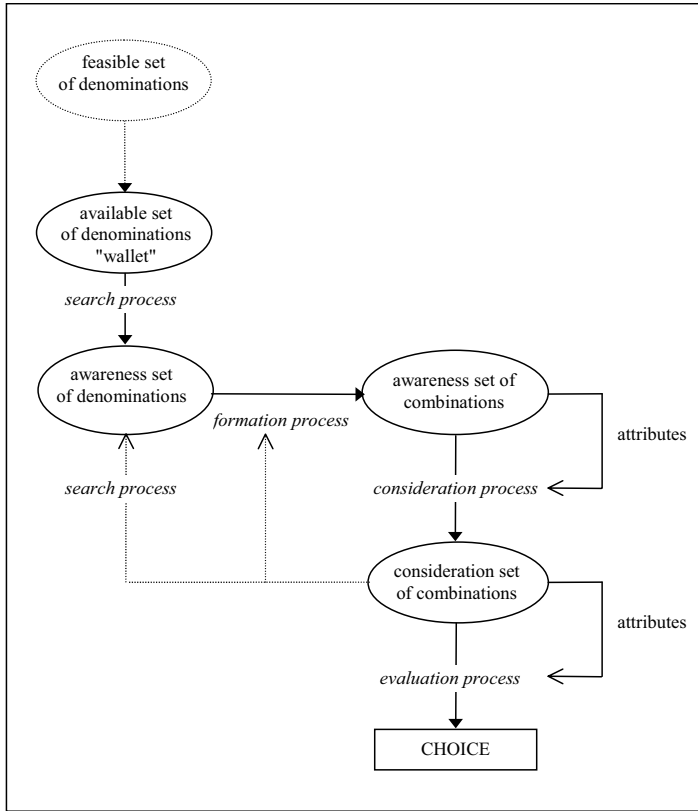 feasible set
of denominations
available set
of denominations
"wallet"
search process
awareness set
of denominations
awareness set of
combinations
formation process
attributes
search process
consideration process
consideration set
of combinations
attributes
evaluation process
CHOICE